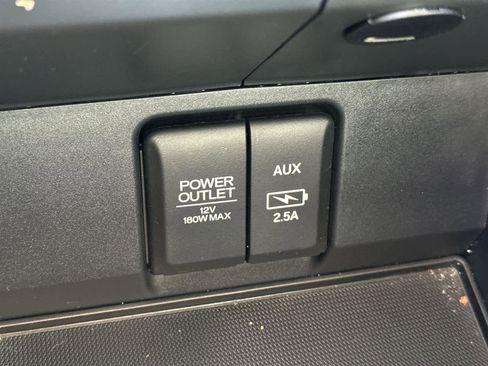 POWER
OUTLET
12V
180W MAX
AUX
2.5A